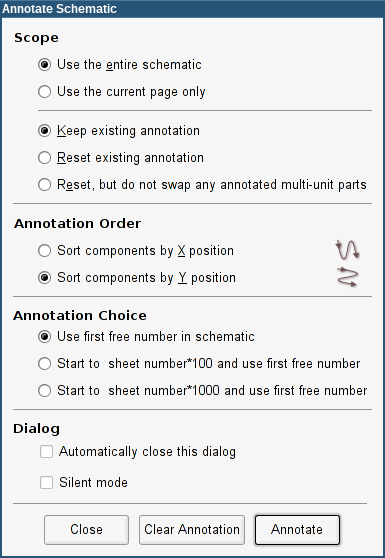 Annotate Schematic
Scope
Use the entire schematic
Use the current page only
Keep existing annotation
Reset existing annotation
Reset, but do not swap any annotated multi-unit parts
Annotation Order
Sort components by X position
Sort components by Y position
Annotation Choice
Use first free number in schematic
Start to  sheet number*100 and use first free number
Start to  sheet number*1000 and use first free number
Dialog
Automatically close this dialog
Silent mode
Close
Clear Annotation
Annotate